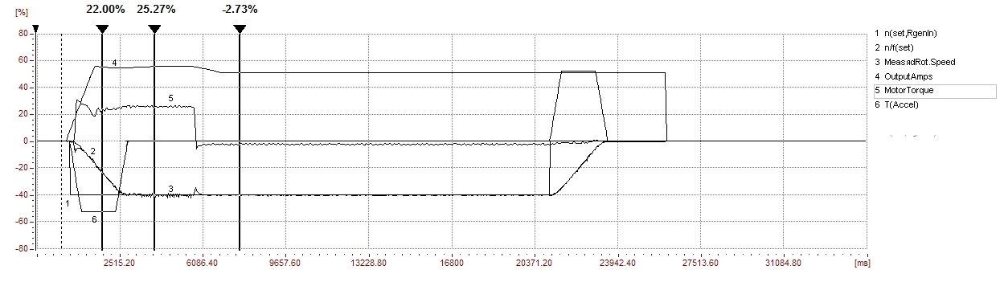 22.00% 25.27% -2.73%
[%]
80
60
40
20
0
-20
-40
-60
-80
4
5
2
3
1
6
2515.20 6086.40 9657.60 13228.80 16800 20371.20 23942.40 27513.60 31084.80 [ms]
1 n(set,RgenIn)
2 n/f(set)
3 MeasяdRot.Speed
4 OutputAmps
5 MotorTorque
6 T(Accel)